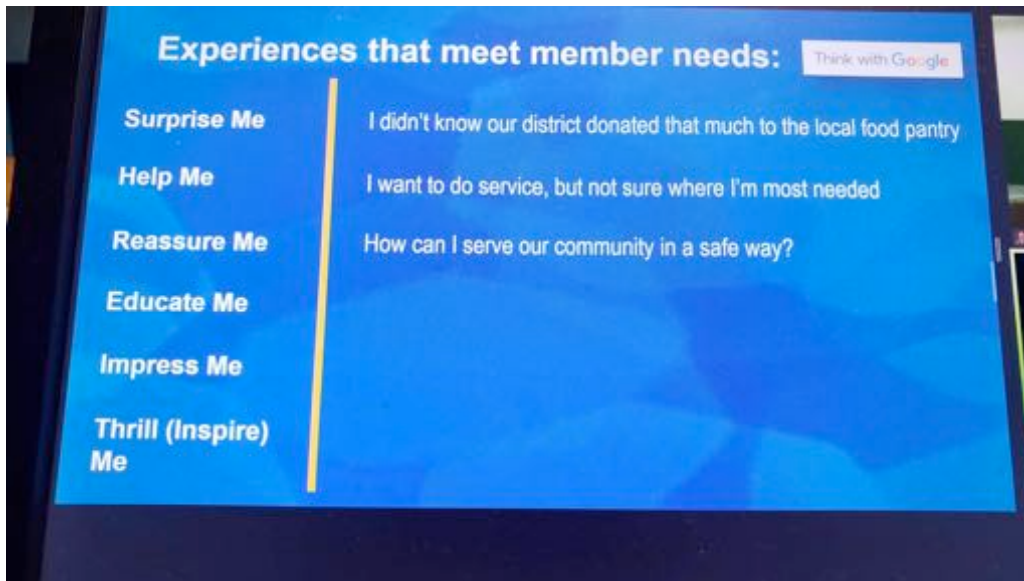 Experiences that meet member needs:
Think with Google
Surprise Me
I didn't know our district donated that much to the local food pantry
Help Me
I want to do service, but not sure where I'm most needed
Reassure Me
How can I serve our community in a safe way?
Educate Me
Impress Me
Thrill (Inspire)
Me